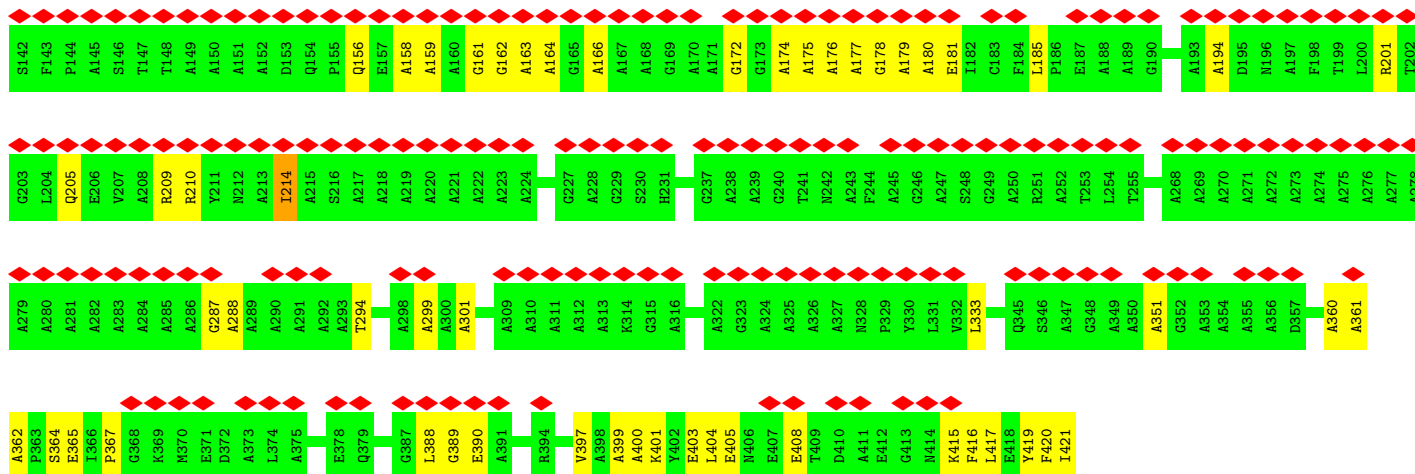 S142 F143 P144 A145 S146 T147 T148 A149 A150 A151 A152 D153 Q154 P155 Q156 E157 A158 A159 A160 G161 G162 A163 A164 G165 A166 A167 A168 G169 A170 A171 G172 G173 A174 A175 A176 A177 G178 A179 A180 E181 I182 C183 F184 L185 P186 E187 A188 A189 G190 A193 A194 D195 N196 A197 F198 T199 L200 R201 T202
G203 L204 Q205 E206 V207 A208 R209 R210 Y211 N212 A213 I214 A215 S216 A217 A218 A219 A220 A221 A222 A223 A224 G227 A228 G229 S230 H231 G237 A238 A239 G240 T241 N242 A243 F244 A245 G246 A247 S248 G249 A250 R251 A252 T253 L254 T255 A268 A269 A270 A271 A272 A273 A274 A275 A276 A277 A278
A279 A280 A281 A282 A283 A284 A285 A286 G287 A288 A289 A290 A291 A292 A293 T294 A298 A299 A300 A301 A309 A310 A311 A312 A313 K314 G315 A316 A322 G323 A324 A325 A326 A327 N328 P329 Y330 L331 V332 L333 Q345 S346 A347 G348 A349 A350 A351 G352 A353 A354 A355 A356 D357 A360 A361
A362 P363 S364 E365 I366 P367 G368 K369 M370 E371 D372 A373 L374 A375 E378 Q379 G387 L388 G389 E390 A391 R394 V397 A398 A399 A400 K401 Y402 E403 L404 E405 N406 E407 E408 T409 D410 A411 E412 G413 N414 K415 F416 L417 E418 Y419 F420 I421